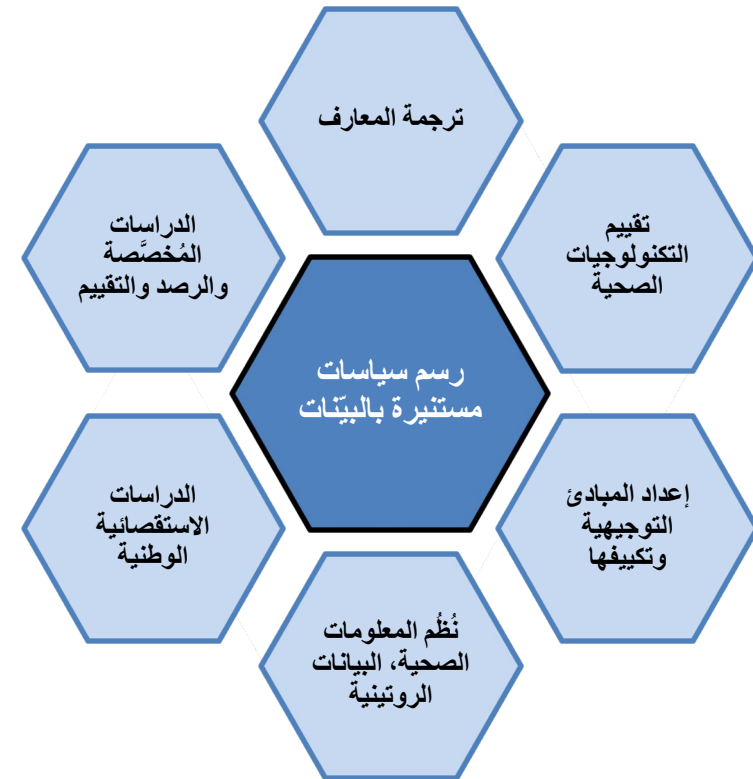 ترجمة المعارف
تقييم
التكنولوجيات
الصحية
إعداد المبادئ
التوجيهية
وتكييفها
نُظُم المعلومات
الصحية، البيانات
الروتينية
الدراسات
الاستقصائية
الوطنية
الدراسات
المُخصَّصة
والرصد والتقييم
رسم سياسات
مستنيرة بالبيّنات